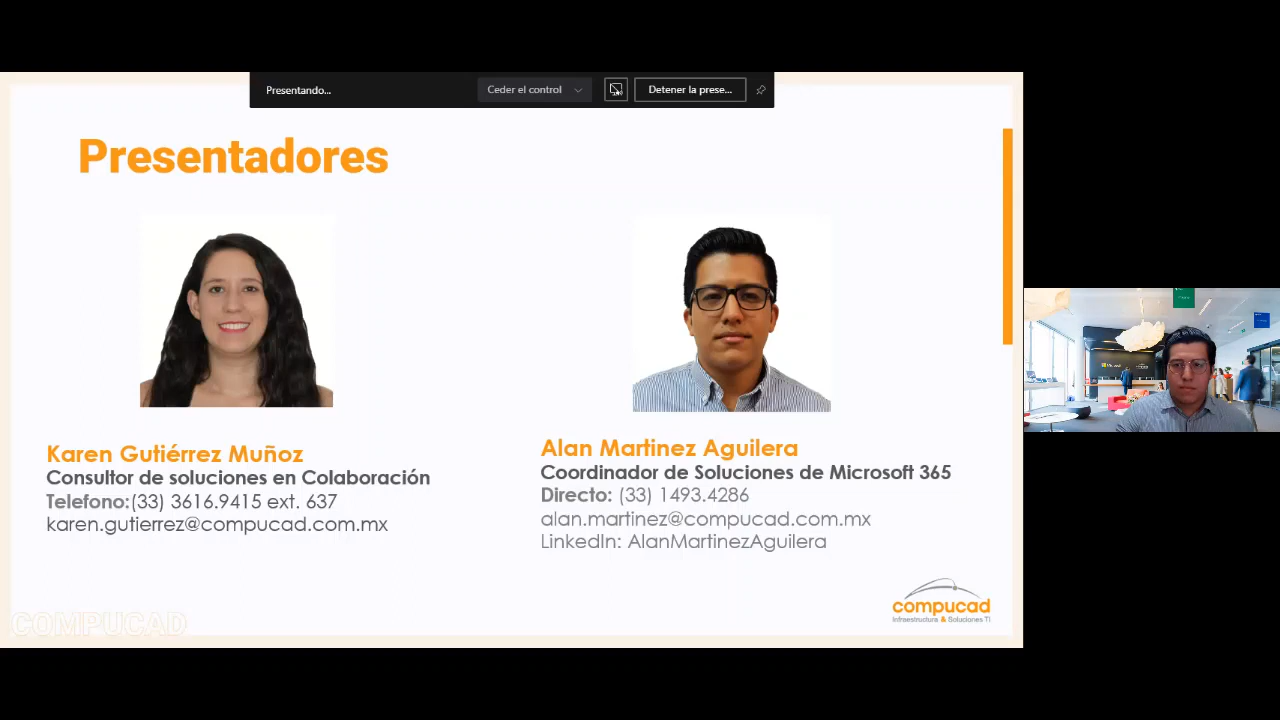 Presentando...
Ceder el control
Detener la prese...
Presentadores
Karen Gutiérrez Muñoz
Consultor de soluciones en Colaboración
Telefono:(33) 3616.9415 ext. 637
karen.gutierrez@compucad.com.mx
Alan Martinez Aguilera
Coordinador de Soluciones de Microsoft 365
Directo: (33) 1493.4286
alan.martinez@compucad.com.mx
LinkedIn: AlanMartinezAguilera
compucad
Infraestructura & Soluciones TI
COMPUCAD